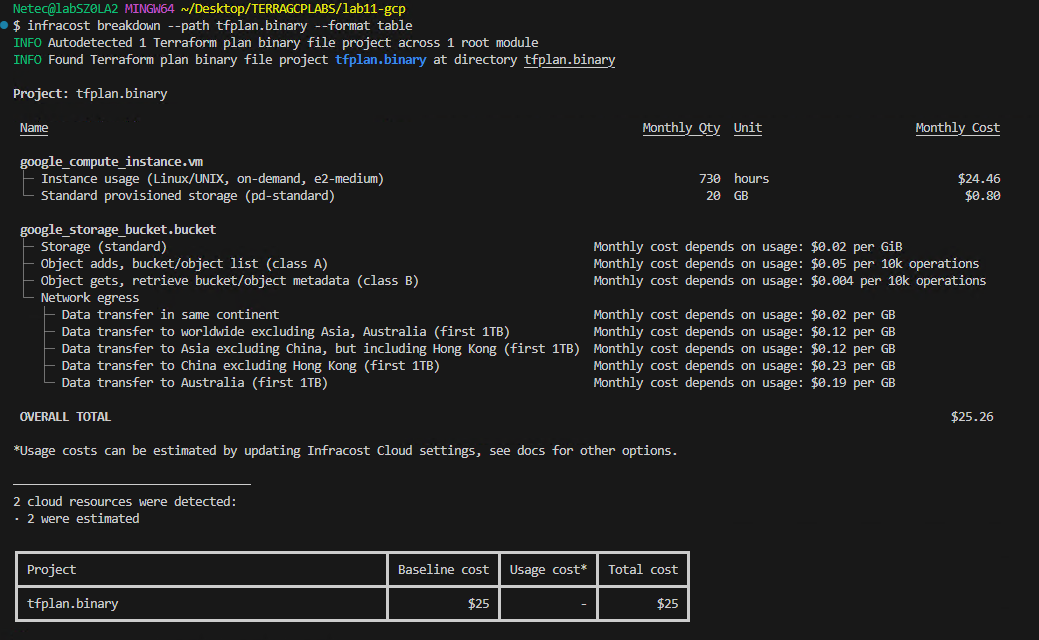 Netec@labSZ0LA2 MINGW64 ~/Desktop/TERRAGCPLABS/lab11-gcp
$ infracost breakdown --path tfplan.binary --format table
INFO Autodetected 1 Terraform plan binary file project across 1 root module
INFO Found Terraform plan binary file project tfplan.binary at directory tfplan.binary
Project: tfplan.binary
Name Monthly Qty Unit Monthly Cost
google_compute_instance.vm
├─ Instance usage (Linux/UNIX, on-demand, e2-medium) 730 hours $24.46
└─ Standard provisioned storage (pd-standard) 20 GB $0.80
google_storage_bucket.bucket
├─ Storage (standard) Monthly cost depends on usage: $0.02 per GiB
├─ Object adds, bucket/object list (class A) Monthly cost depends on usage: $0.05 per 10k operations
├─ Object gets, retrieve bucket/object metadata (class B) Monthly cost depends on usage: $0.004 per 10k operations
└─ Network egress
├─ Data transfer in same continent Monthly cost depends on usage: $0.02 per GB
├─ Data transfer to worldwide excluding Asia, Australia (first 1TB) Monthly cost depends on usage: $0.12 per GB
├─ Data transfer to Asia excluding China, but including Hong Kong (first 1TB) Monthly cost depends on usage: $0.12 per GB
├─ Data transfer to China excluding Hong Kong (first 1TB) Monthly cost depends on usage: $0.23 per GB
└─ Data transfer to Australia (first 1TB) Monthly cost depends on usage: $0.19 per GB
OVERALL TOTAL $25.26
*Usage costs can be estimated by updating Infracost Cloud settings, see docs for other options.
2 cloud resources were detected:
∙ 2 were estimated
Project Baseline cost Usage cost* Total cost
tfplan.binary $25 - $25